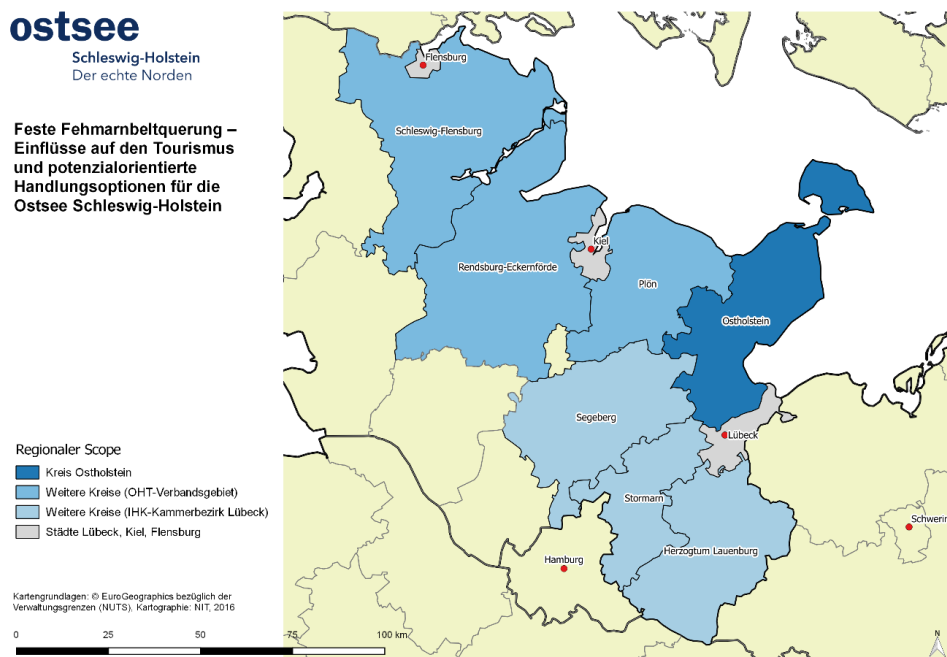 ostsee
Schleswig-Holstein
Der echte Norden
Feste Fehmarnbeltquerung –
Einflüsse auf den Tourismus
und potenzialorientierte
Handlungsoptionen für die
Ostsee Schleswig-Holstein
Flensburg
Schleswig-Flensburg
Kiel
Rendsburg-Eckernförde
Plön
Ostholstein
Segeberg
Lübeck
Stormarn
Schwerin
Herzogtum Lauenburg
Hamburg
Regionaler Scope
Kreis Ostholstein
Weitere Kreise (OHT-Verbandsgebiet)
Weitere Kreise (IHK-Kammerbezirk Lübeck)
Städte Lübeck, Kiel, Flensburg
Kartengrundlagen: © EuroGeographics bezüglich der
Verwaltungsgrenzen (NUTS), Kartographie: NIT, 2016
0 25 50 75 100 km
N